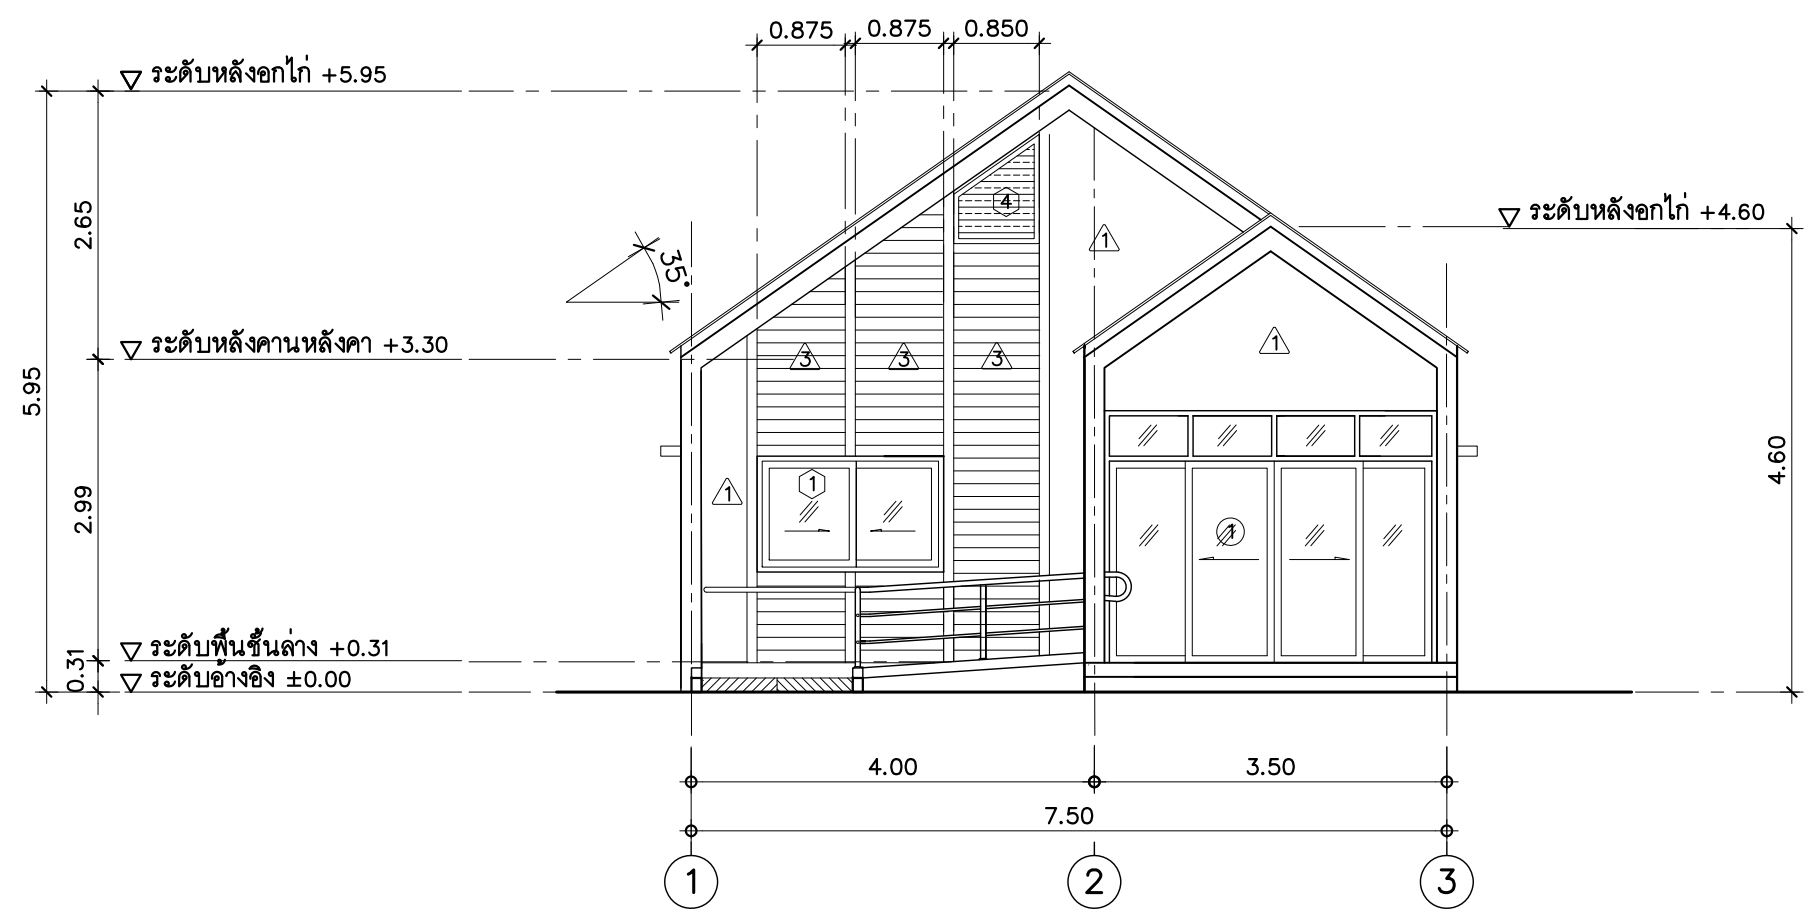 0.875 0.875 0.850
ระดับหลังอกไก่ +5.95
ระดับหลังอกไก่ +4.60
2.65
4
1
35°
ระดับหลังคานหลังคา +3.30
3 3 3
1
5.95
4.60
2.99
1
1
1
ระดับพื้นชั้นล่าง +0.31
0.31
ระดับอ้างอิง ±0.00
4.00 3.50
7.50
1 2 3